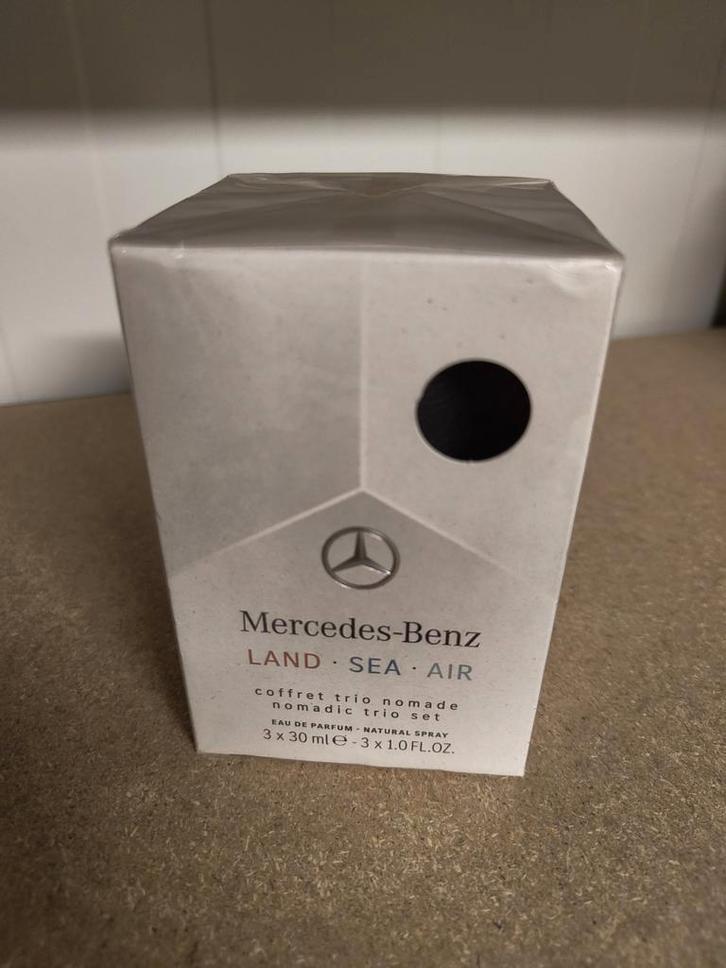 Mercedes-Benz
LAND · SEA · AIR
coffret trio nomade
nomadic trio set
EAU DE PARFUM - NATURAL SPRAY
3 x 30 ml ℮ - 3 x 1.0 FL.OZ.